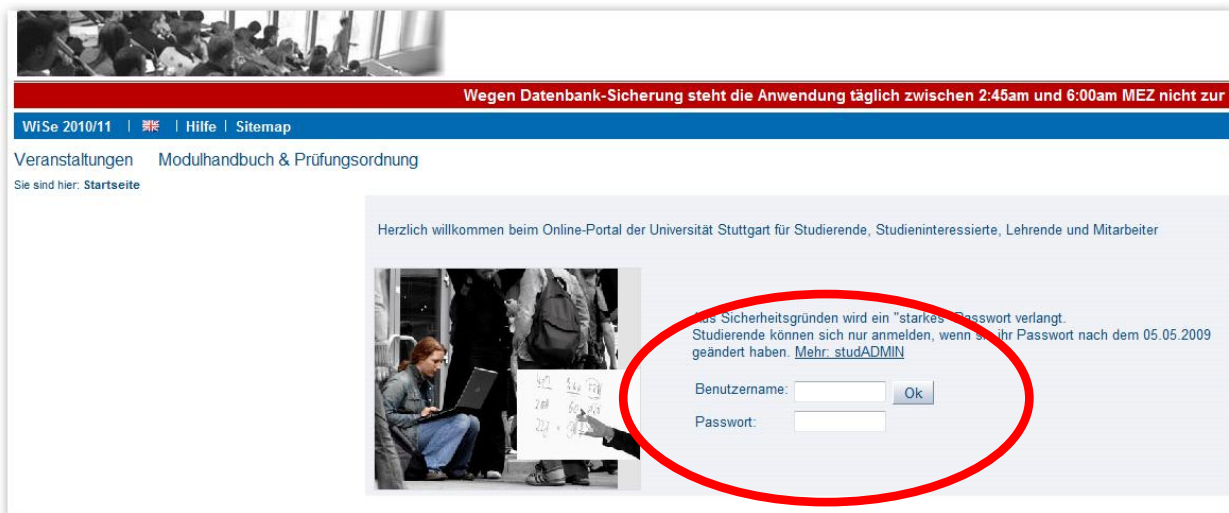 Wegen Datenbank-Sicherung steht die Anwendung täglich zwischen 2:45am und 6:00am MEZ nicht zur
WiSe 2010/11 | | Hilfe | Sitemap
Veranstaltungen Modulhandbuch & Prüfungsordnung
Sie sind hier: Startseite
Herzlich willkommen beim Online-Portal der Universität Stuttgart für Studierende, Studieninteressierte, Lehrende und Mitarbeiter
Aus Sicherheitsgründen wird ein "starkes" Passwort verlangt.
Studierende können sich nur anmelden, wenn sie ihr Passwort nach dem 05.05.2009
geändert haben. Mehr: studADMIN
Benutzername: Ok
Passwort: